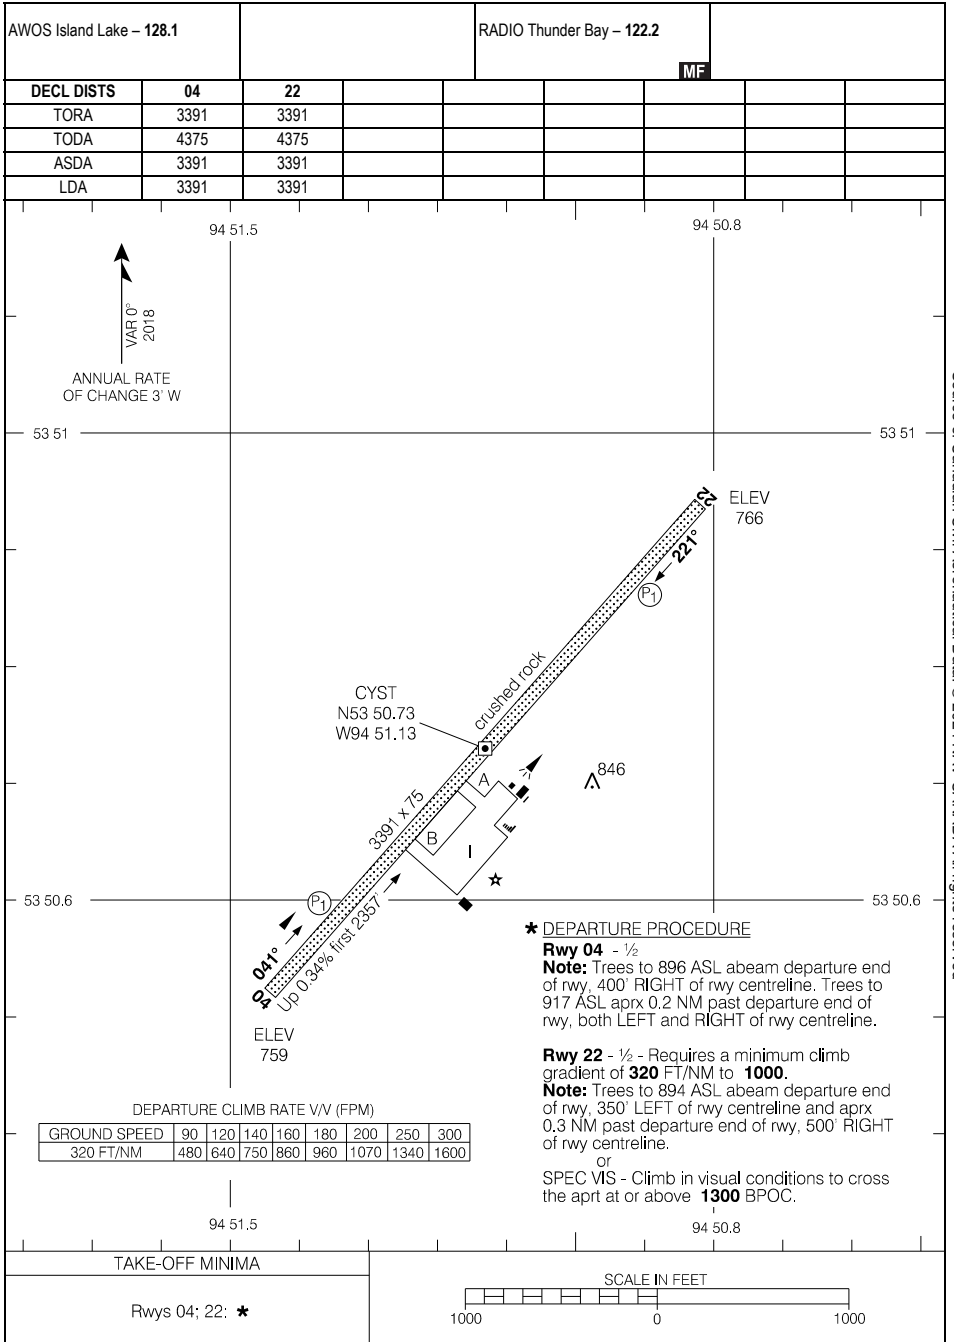 AWOS Island Lake – 128.1
RADIO Thunder Bay – 122.2
MF
DECL DISTS 04 22
TORA 3391 3391
TODA 4375 4375
ASDA 3391 3391
LDA 3391 3391
94 51.5
94 50.8
VAR 0°
2018
ANNUAL RATE
OF CHANGE 3' W
53 51
53 51
22
ELEV
766
221°
P1
crushed rock
CYST
N53 50.73
W94 51.13
846
A
3391 x 75
B
I
53 50.6
53 50.6
P1
041°
Up 0.34% first 2357'
04
ELEV
759
* DEPARTURE PROCEDURE
Rwy 04 - ½
Note: Trees to 896 ASL abeam departure end
of rwy, 400' RIGHT of rwy centreline. Trees to
917 ASL aprx 0.2 NM past departure end of
rwy, both LEFT and RIGHT of rwy centreline.
Rwy 22 - ½ - Requires a minimum climb
gradient of 320 FT/NM to 1000.
Note: Trees to 894 ASL abeam departure end
of rwy, 350' LEFT of rwy centreline and aprx
0.3 NM past departure end of rwy, 500' RIGHT
of rwy centreline.
or
SPEC VIS - Climb in visual conditions to cross
the aprt at or above 1300 BPOC.
DEPARTURE CLIMB RATE V/V (FPM)
GROUND SPEED 90 120 140 160 180 200 250 300
320 FT/NM 480 640 750 860 960 1070 1340 1600
94 51.5
94 50.8
TAKE-OFF MINIMA
Rwys 04; 22: *
SCALE IN FEET
1000 0 1000